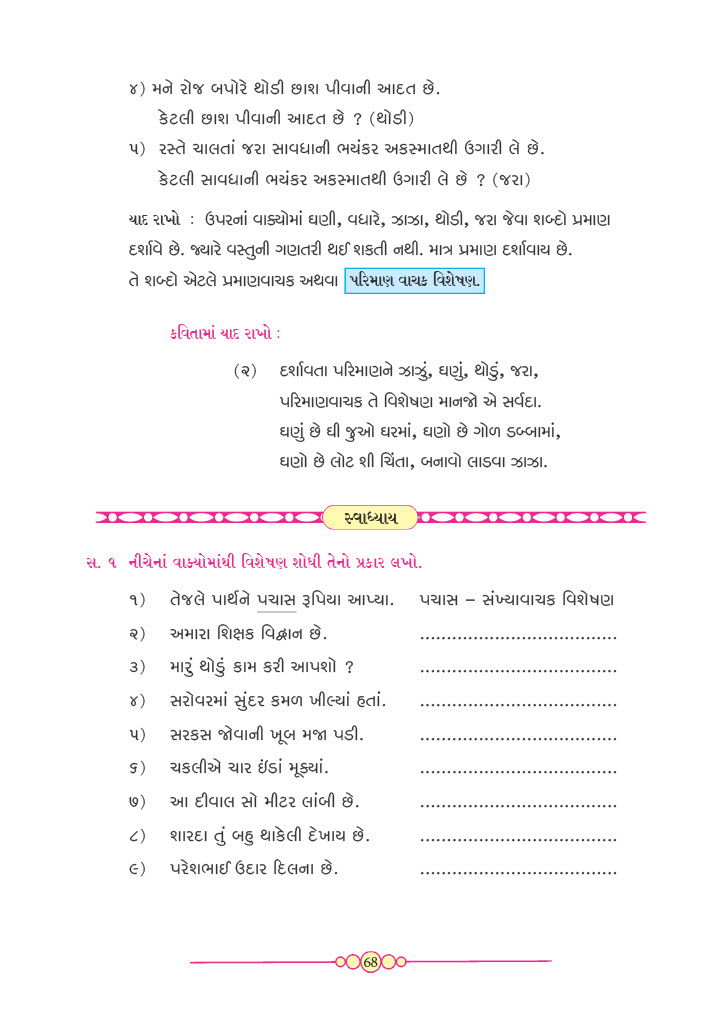 ૪) મને રોજ બપોરે થોડી છાશ પીવાની આદત છે.
કેટલી છાશ પીવાની આદત છે ? (થોડી)
૫) રસ્તે ચાલતાં જરા સાવધાની ભયંકર અકસ્માતથી ઉગારી લે છે.
કેટલી સાવધાની ભયંકર અકસ્માતથી ઉગારી લે છે ? (જરા)
યાદ રાખો : ઉપરનાં વાક્યોમાં ઘણી, વધારે, ઝાઝા, થોડી, જરા જેવા શબ્દો પ્રમાણ
દર્શાવે છે. જ્યારે વસ્તુની ગણતરી થઈ શકતી નથી. માત્ર પ્રમાણ દર્શાવાય છે.
તે શબ્દો એટલે પ્રમાણવાચક અથવા પરિમાણ વાચક વિશેષણ.
કવિતામાં યાદ રાખો :
(૨) દર્શાવતા પરિમાણને ઝાઝું, ઘણું, થોડું, જરા,
પરિમાણવાચક તે વિશેષણ માનજો એ સર્વદા.
ઘણું છે ઘી જુઓ ઘરમાં, ઘણો છે ગોળ ડબ્બામાં,
ઘણો છે લોટ શી ચિંતા, બનાવો લાડવા ઝાઝા.
સ્વાધ્યાય
સ. ૧ નીચેનાં વાક્યોમાંથી વિશેષણ શોધી તેનો પ્રકાર લખો.
૧) તેજલે પાર્થને પચાસ રૂપિયા આપ્યા. પચાસ – સંખ્યાવાચક વિશેષણ
૨) અમારા શિક્ષક વિદ્વાન છે. .....................................
૩) મારું થોડું કામ કરી આપશો ? .....................................
૪) સરોવરમાં સુંદર કમળ ખીલ્યાં હતાં. .....................................
૫) સરકસ જોવાની ખૂબ મજા પડી. .....................................
૬) ચકલીએ ચાર ઈંડાં મૂક્યાં. .....................................
૭) આ દીવાલ સો મીટર લાંબી છે. .....................................
૮) શારદા તું બહુ થાકેલી દેખાય છે. .....................................
૯) પરેશભાઈ ઉદાર દિલના છે. .....................................
68